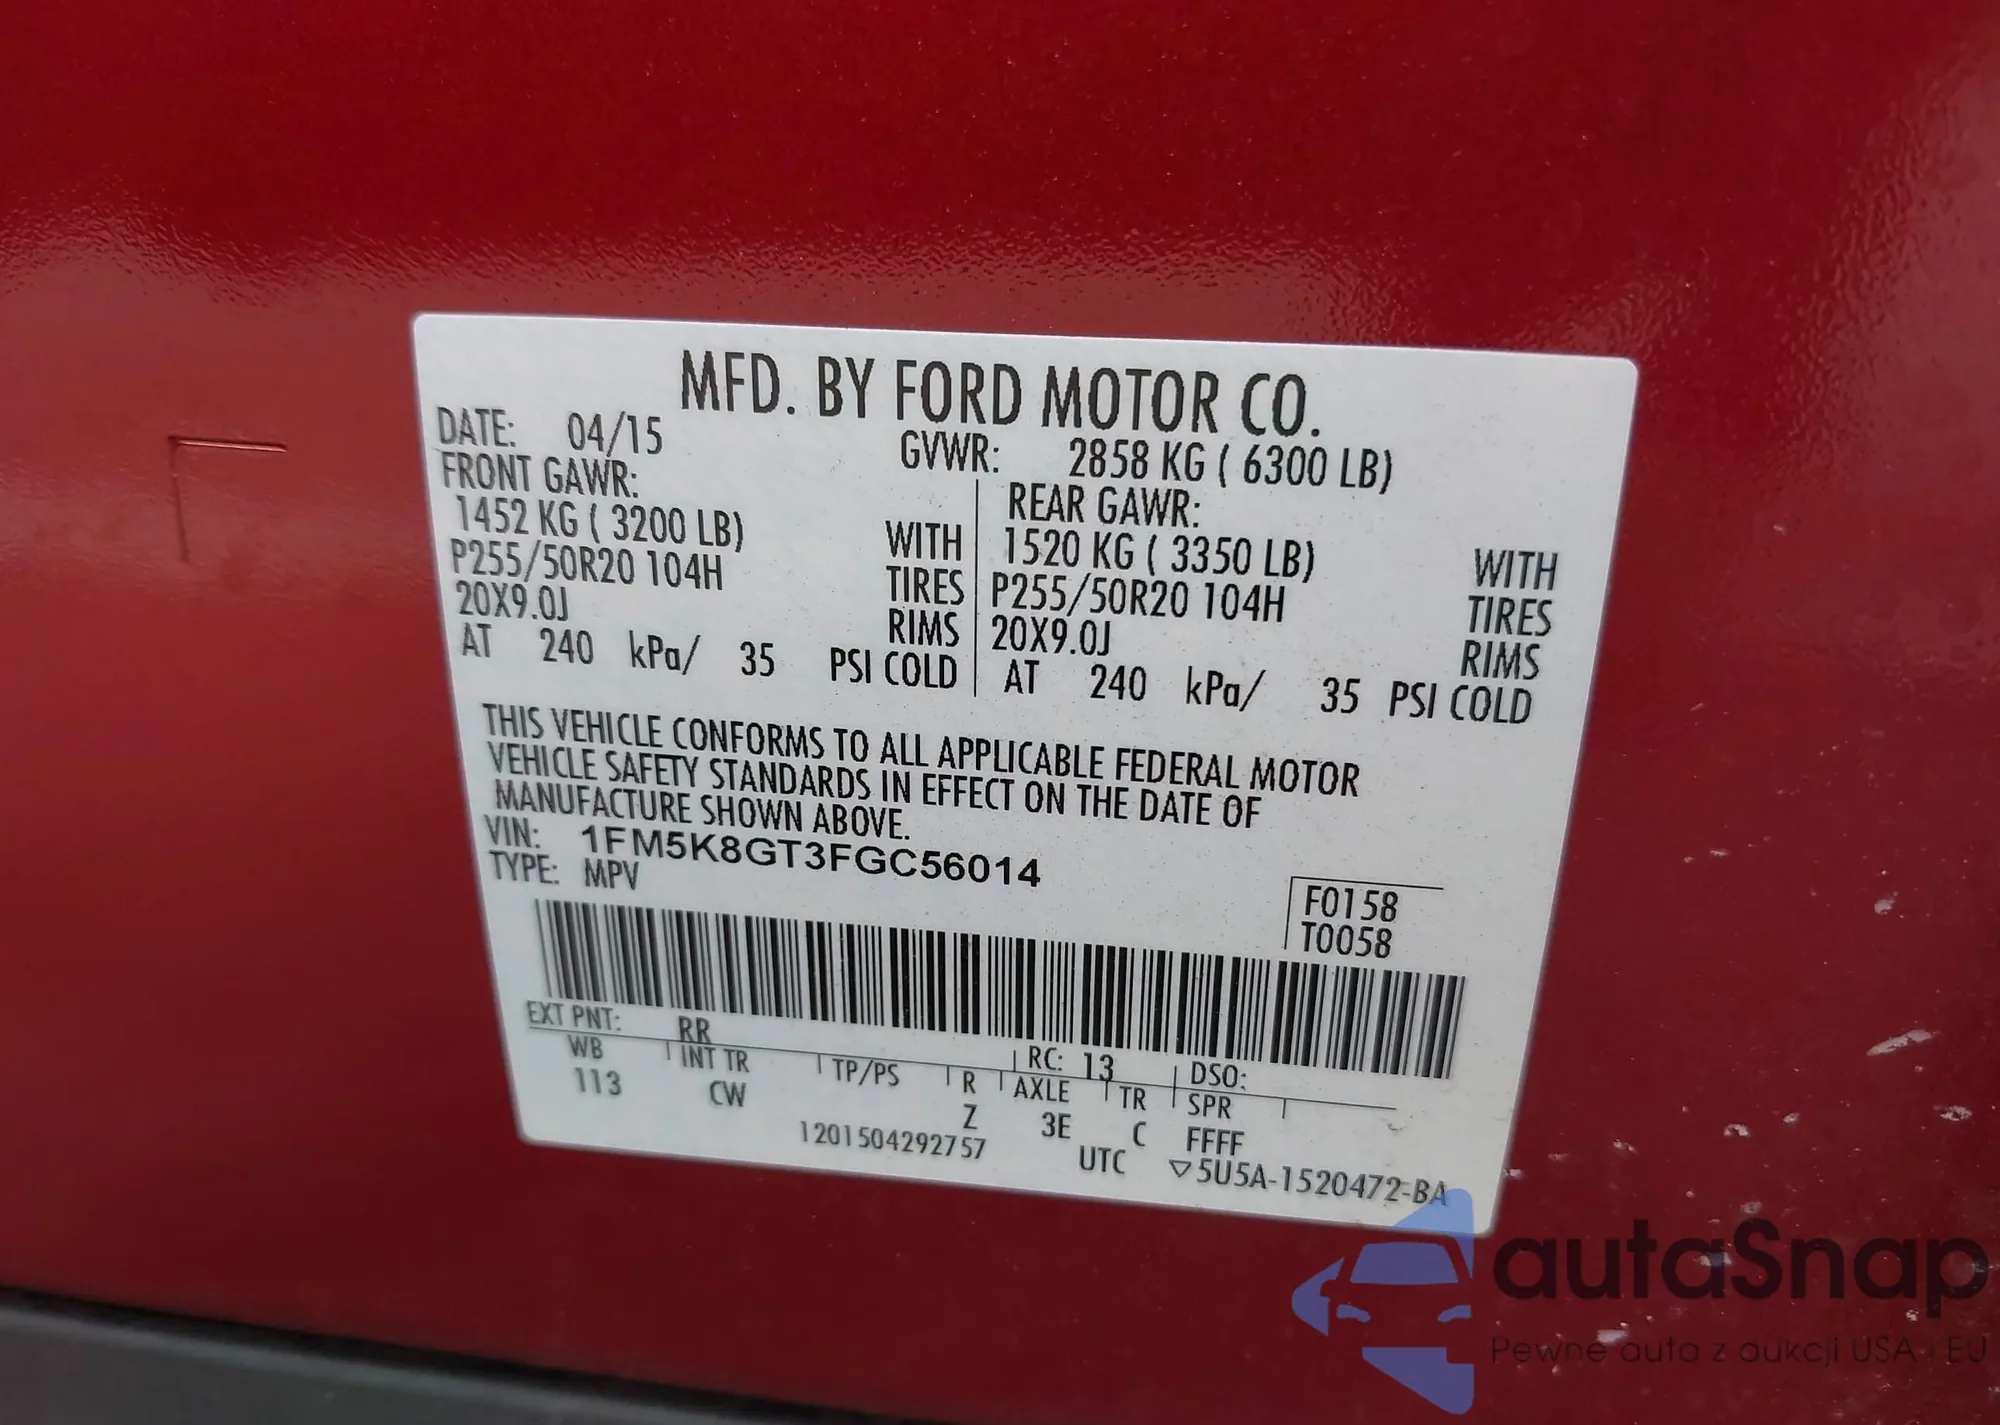 MFD. BY FORD MOTOR CO.
DATE: 04/15 GVWR: 2858 KG ( 6300 LB)
FRONT GAWR: REAR GAWR:
1452 KG ( 3200 LB) WITH 1520 KG ( 3350 LB) WITH
P255/50R20 104H TIRES P255/50R20 104H TIRES
20X9.0J RIMS 20X9.0J RIMS
AT 240 kPa/ 35 PSI COLD AT 240 kPa/ 35 PSI COLD
THIS VEHICLE CONFORMS TO ALL APPLICABLE FEDERAL MOTOR
VEHICLE SAFETY STANDARDS IN EFFECT ON THE DATE OF
MANUFACTURE SHOWN ABOVE.
VIN: 1FM5K8GT3FGC56014
TYPE: MPV
F0158
T0058
EXT PNT: RR RC: 13 DSO:
WB INT TR TP/PS R AXLE TR SPR
113 CW Z 3E C FFFF
1201504292757 UTC ▽5U5A-1520472-BA
autaSnap
Pewne auta z aukcji USA i EU